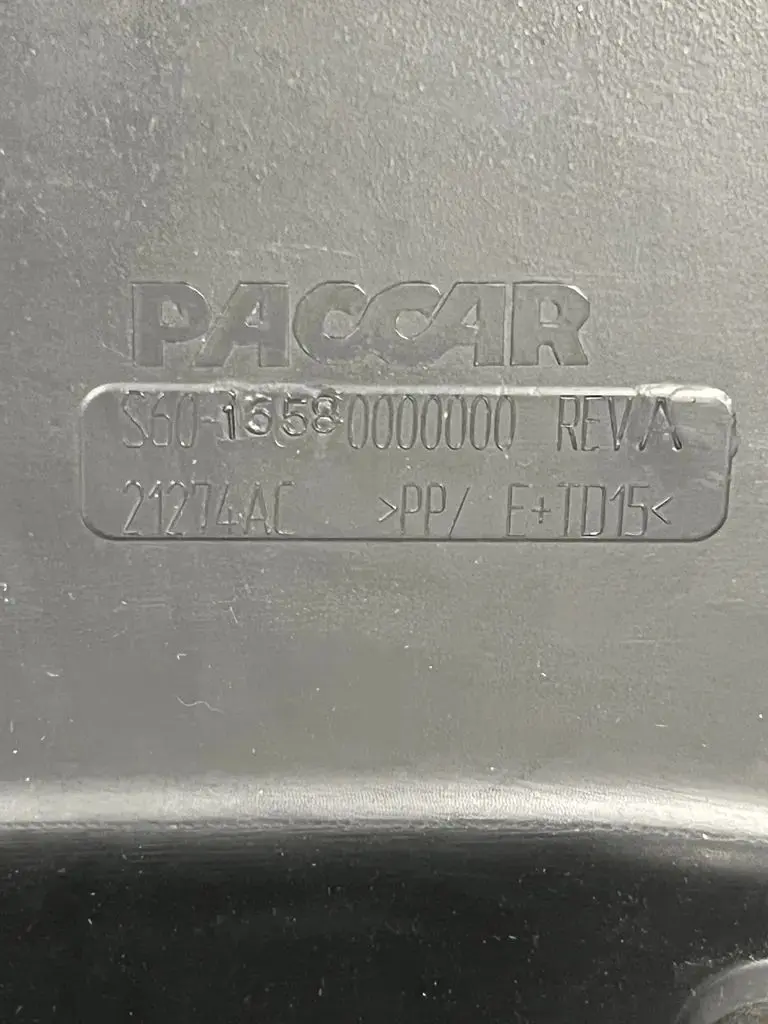 PACCAR
S60-1658-0000000 REV A
21274AC >PP/ E+TD15<